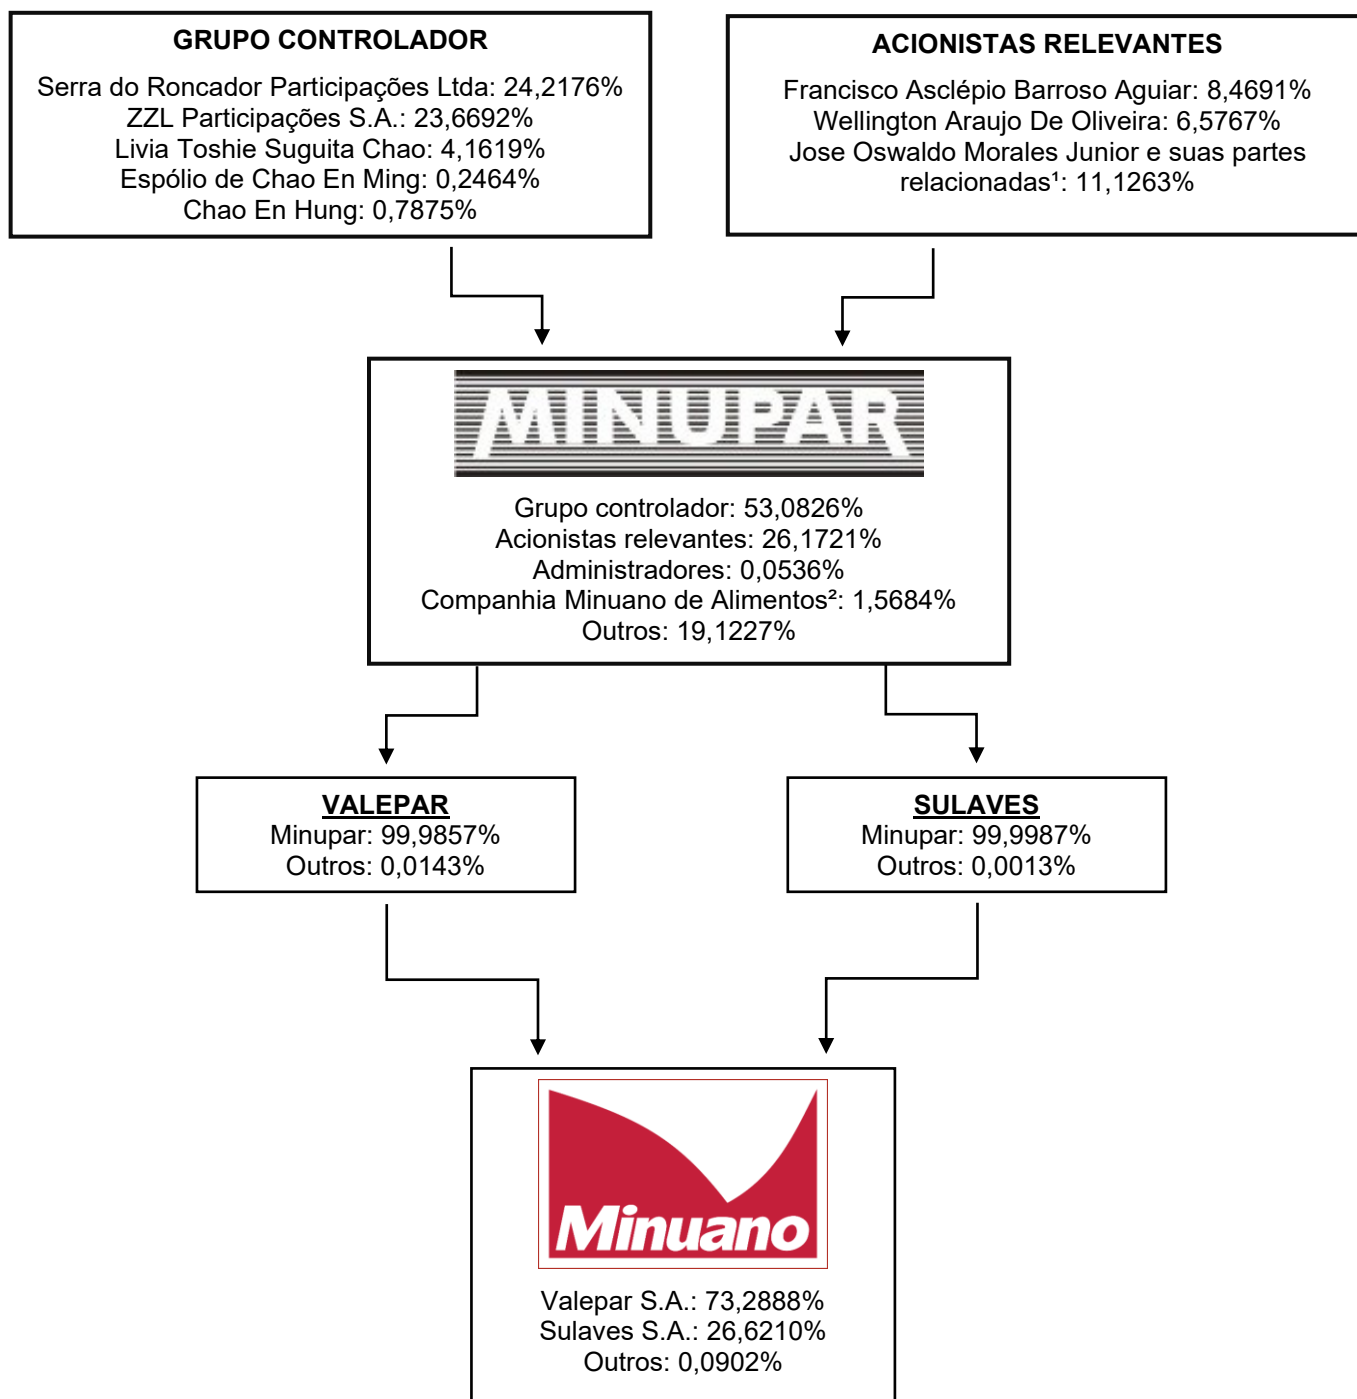 GRUPO CONTROLADOR
Serra do Roncador Participações Ltda: 24,2176%
ZZL Participações S.A.: 23,6692%
Livia Toshie Suguita Chao: 4,1619%
Espólio de Chao En Ming: 0,2464%
Chao En Hung: 0,7875%
ACIONISTAS RELEVANTES
Francisco Asclépio Barroso Aguiar: 8,4691%
Wellington Araujo De Oliveira: 6,5767%
Jose Oswaldo Morales Junior e suas partes
relacionadas¹: 11,1263%
MINUPAR
Grupo controlador: 53,0826%
Acionistas relevantes: 26,1721%
Administradores: 0,0536%
Companhia Minuano de Alimentos²: 1,5684%
Outros: 19,1227%
VALEPAR
Minupar: 99,9857%
Outros: 0,0143%
SULAVES
Minupar: 99,9987%
Outros: 0,0013%
Minuano
Valepar S.A.: 73,2888%
Sulaves S.A.: 26,6210%
Outros: 0,0902%